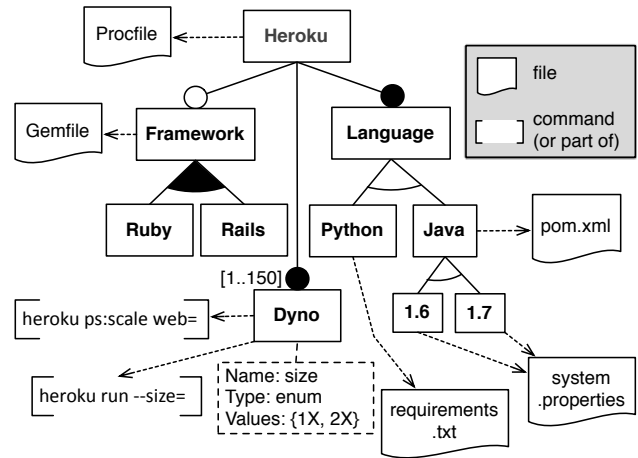 Procfile
Heroku
file
command
(or part of)
Gemfile
Framework
Language
Ruby
Rails
Python
Java
pom.xml
[1..150]
Dyno
1.6
1.7
heroku ps:scale web=
heroku run --size=
Name: size
Type: enum
Values: {1X, 2X}
requirements
.txt
system
.properties